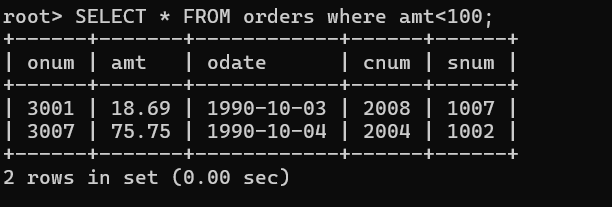 root> SELECT * FROM orders where amt<100;
+------+-------+------------+------+------+
| onum | amt   | odate      | cnum | snum |
+------+-------+------------+------+------+
| 3001 | 18.69 | 1990-10-03 | 2008 | 1007 |
| 3007 | 75.75 | 1990-10-04 | 2004 | 1002 |
+------+-------+------------+------+------+
2 rows in set (0.00 sec)